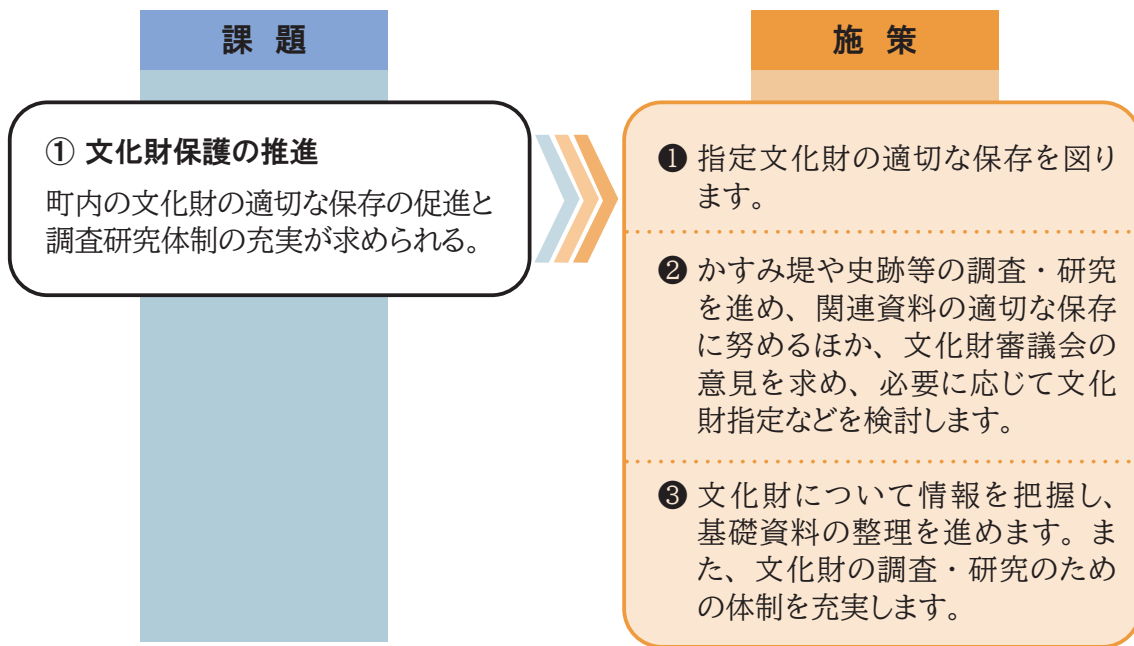 課 題
① 文化財保護の推進
町内の文化財の適切な保存の促進と
調査研究体制の充実が求められる。
施 策
❶ 指定文化財の適切な保存を図り
ます。
❷ かすみ堤や史跡等の調査・研究
を進め、関連資料の適切な保存
に努めるほか、文化財審議会の
意見を求め、必要に応じて文化
財指定などを検討します。
❸ 文化財について情報を把握し、
基礎資料の整理を進めます。ま
た、文化財の調査・研究のため
の体制を充実します。